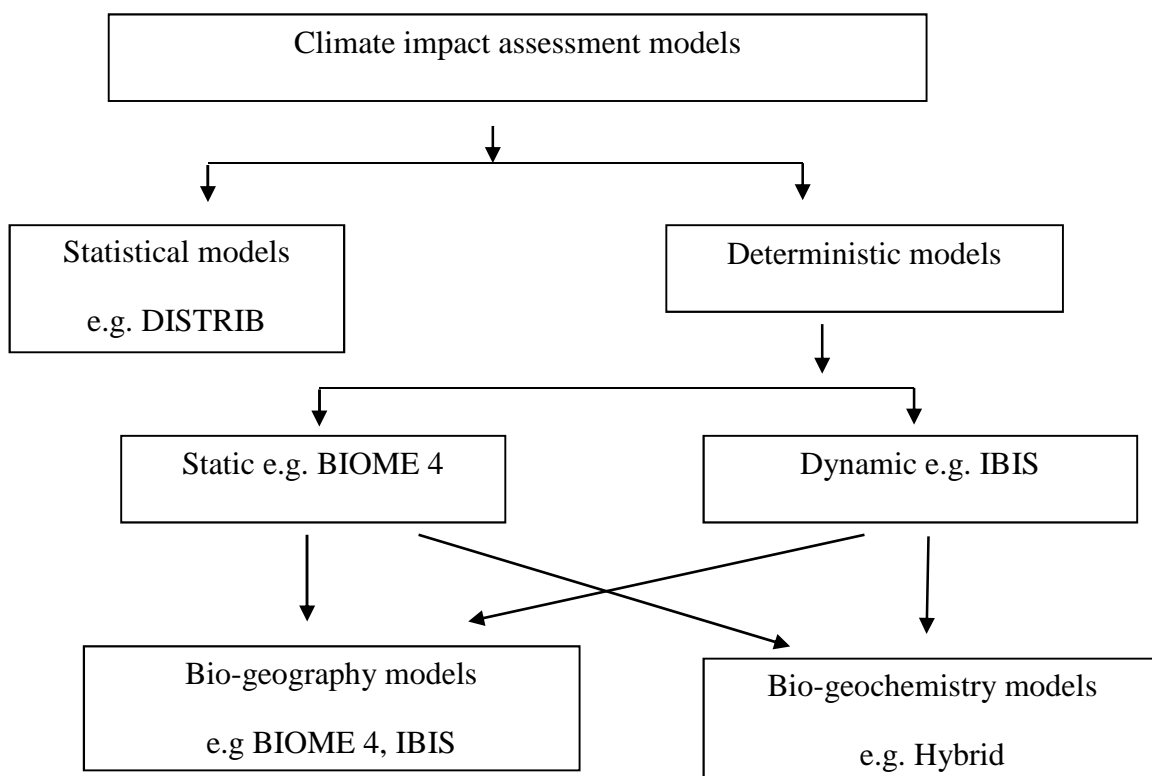 Climate impact assessment models
Statistical models
e.g. DISTRIB
Deterministic models
Static e.g. BIOME 4
Dynamic e.g. IBIS
Bio-geography models
e.g BIOME 4, IBIS
Bio-geochemistry models
e.g. Hybrid